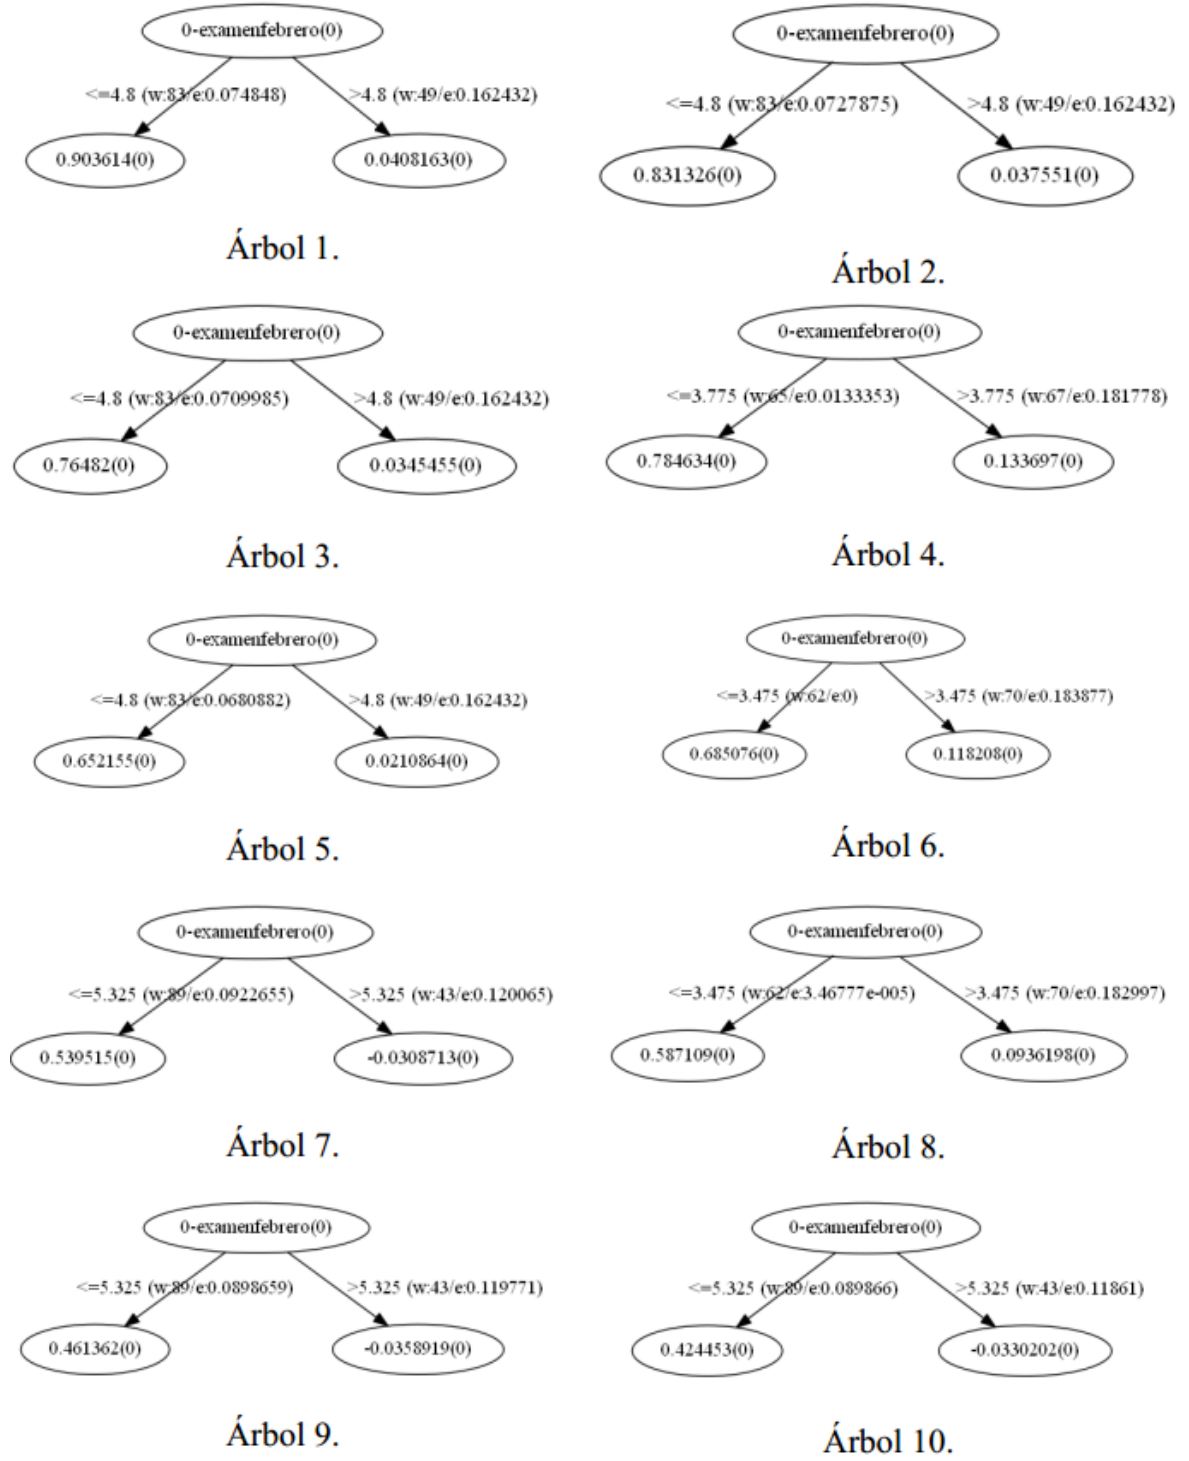 0-examenfebrero(0)
<=4.8 (w:83/e:0.074848)
>4.8 (w:49/e:0.162432)
0.903614(0)
0.0408163(0)
Árbol 1.
0-examenfebrero(0)
<=4.8 (w:83/e:0.0727875)
>4.8 (w:49/e:0.162432)
0.831326(0)
0.037551(0)
Árbol 2.
0-examenfebrero(0)
<=4.8 (w:83/e:0.0709985)
>4.8 (w:49/e:0.162432)
0.76482(0)
0.0345455(0)
Árbol 3.
0-examenfebrero(0)
<=3.775 (w:65/e:0.0133353)
>3.775 (w:67/e:0.181778)
0.784634(0)
0.133697(0)
Árbol 4.
0-examenfebrero(0)
<=4.8 (w:83/e:0.0680882)
>4.8 (w:49/e:0.162432)
0.652155(0)
0.0210864(0)
Árbol 5.
0-examenfebrero(0)
<=3.475 (w:62/e:0)
>3.475 (w:70/e:0.183877)
0.685076(0)
0.118208(0)
Árbol 6.
0-examenfebrero(0)
<=5.325 (w:89/e:0.0922655)
>5.325 (w:43/e:0.120065)
0.539515(0)
-0.0308713(0)
Árbol 7.
0-examenfebrero(0)
<=3.475 (w:62/e:3.46777e-005)
>3.475 (w:70/e:0.182997)
0.587109(0)
0.0936198(0)
Árbol 8.
0-examenfebrero(0)
<=5.325 (w:89/e:0.0898659)
>5.325 (w:43/e:0.119771)
0.461362(0)
-0.0358919(0)
Árbol 9.
0-examenfebrero(0)
<=5.325 (w:89/e:0.089866)
>5.325 (w:43/e:0.11861)
0.424453(0)
-0.0330202(0)
Árbol 10.